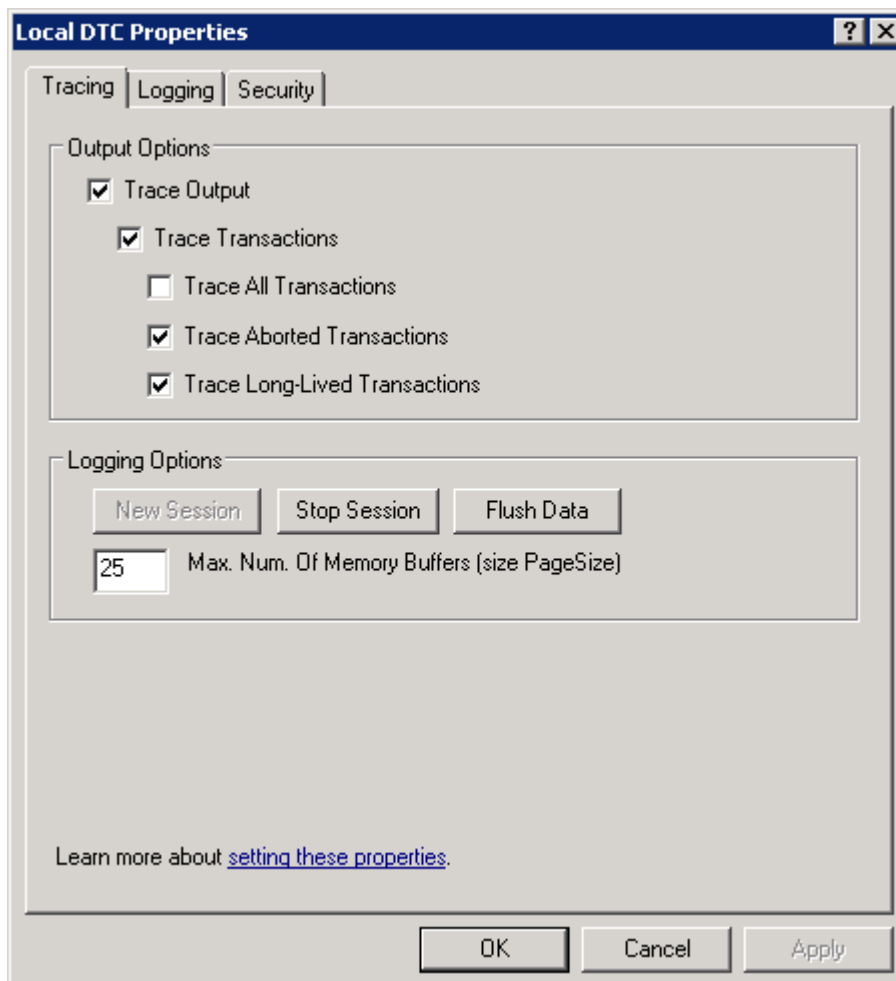 Local DTC Properties
Tracing Logging Security
Output Options
Trace Output
Trace Transactions
Trace All Transactions
Trace Aborted Transactions
Trace Long-Lived Transactions
Logging Options
New Session Stop Session Flush Data
25 Max. Num. Of Memory Buffers (size PageSize)
Learn more about setting these properties.
OK Cancel Apply